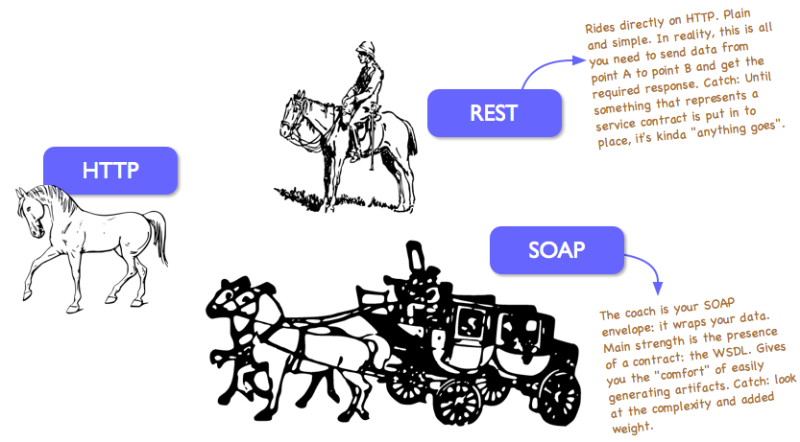 Rides directly on HTTP. Plain
and simple. In reality, this is all
you need to send data from
point A to point B and get the
required response. Catch: Until
something that represents a
service contract is put in to
place, it's kinda "anything goes".
REST
HTTP
SOAP
The coach is your SOAP
envelope: it wraps your data.
Main strength is the presence
of a contract: the WSDL. Gives
you the "comfort" of easily
generating artifacts. Catch: look
at the complexity and added
weight.